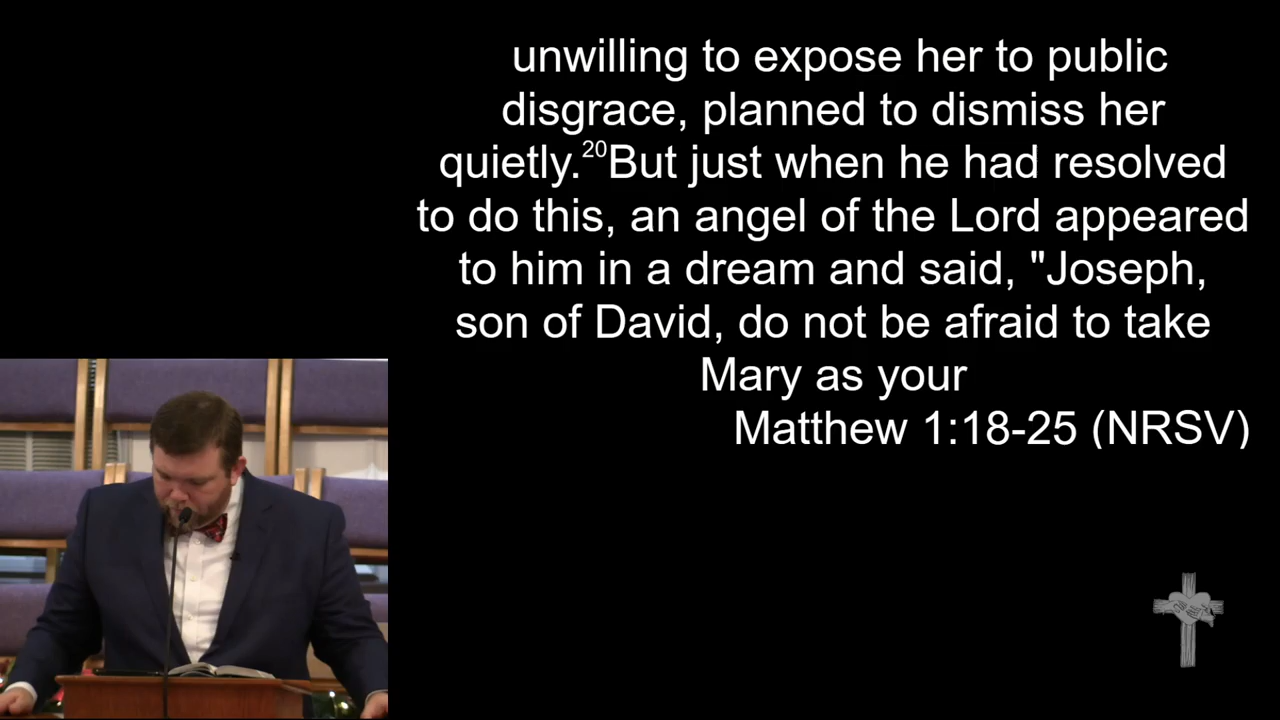 unwilling to expose her to public
disgrace, planned to dismiss her
quietly.20But just when he had resolved
to do this, an angel of the Lord appeared
to him in a dream and said, "Joseph,
son of David, do not be afraid to take
Mary as your
Matthew 1:18-25 (NRSV)